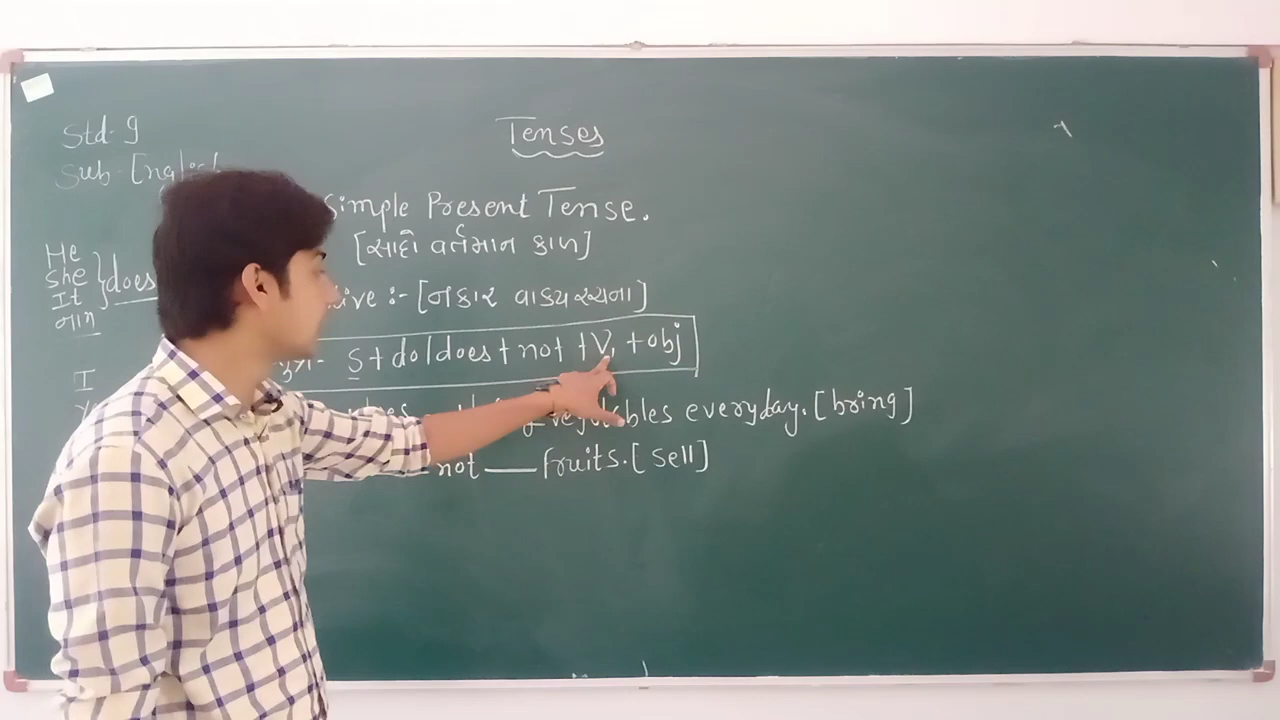 Std- 9
Tenses
Sub-
Simple Present Tense.
[સાદો વર્તમાન કાળ]
He
She
It
નામ
} does
:- [નકાર વાક્યરચના]
S + do/does + not + V1 + obj
I
everyday. [bring]
not ___ fruits. [sell]